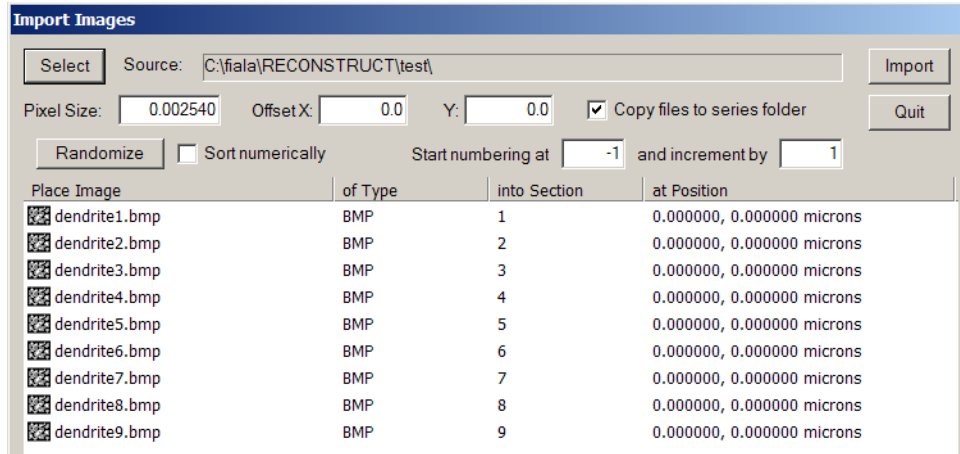 Import Images
Select Source: C:\fiala\RECONSTRUCT\test\ Import
Pixel Size: 0.002540 Offset X: 0.0 Y: 0.0 Copy files to series folder Quit
Randomize Sort numerically Start numbering at -1 and increment by 1
Place Image of Type into Section at Position
dendrite1.bmp BMP 1 0.000000, 0.000000 microns
dendrite2.bmp BMP 2 0.000000, 0.000000 microns
dendrite3.bmp BMP 3 0.000000, 0.000000 microns
dendrite4.bmp BMP 4 0.000000, 0.000000 microns
dendrite5.bmp BMP 5 0.000000, 0.000000 microns
dendrite6.bmp BMP 6 0.000000, 0.000000 microns
dendrite7.bmp BMP 7 0.000000, 0.000000 microns
dendrite8.bmp BMP 8 0.000000, 0.000000 microns
dendrite9.bmp BMP 9 0.000000, 0.000000 microns